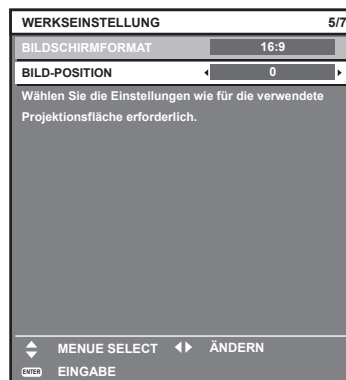 WERKSEINSTELLUNG 5/7
BILDSCHIRMFORMAT 16:9
BILD-POSITION 0
Wählen Sie die Einstellungen wie für die verwendete
Projektionsfläche erforderlich.
MENUE SELECT ÄNDERN
ENTER EINGABE